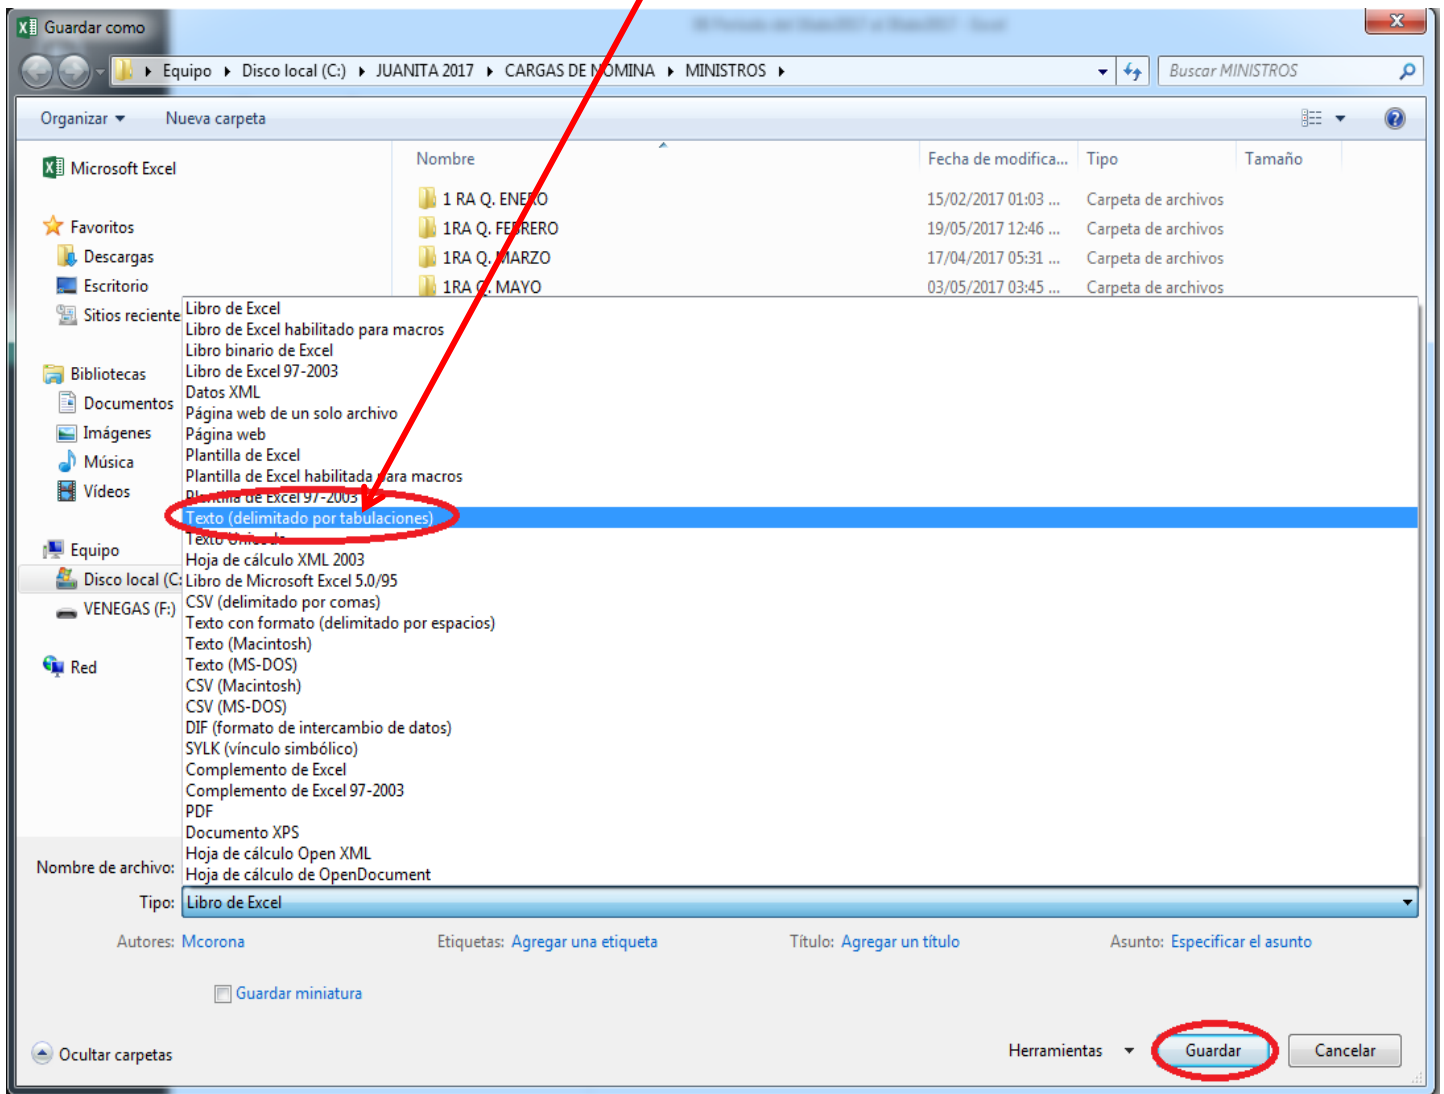 Guardar como
Equipo Disco local (C:) JUANITA 2017 CARGAS DE NOMINA MINISTROS
Buscar MINISTROS
Organizar Nueva carpeta
Microsoft Excel
Favoritos
Descargas
Escritorio
Sitios reciente
Bibliotecas
Documentos
Imágenes
Música
Vídeos
Equipo
Disco local (C:
VENEGAS (F:)
Red
Nombre Fecha de modifica... Tipo Tamaño
1 RA Q. ENERO 15/02/2017 01:03 ... Carpeta de archivos
1RA Q. FEBRERO 19/05/2017 12:46 ... Carpeta de archivos
1RA Q. MARZO 17/04/2017 05:31 ... Carpeta de archivos
1RA Q. MAYO 03/05/2017 03:45 ... Carpeta de archivos
Libro de Excel
Libro de Excel habilitado para macros
Libro binario de Excel
Libro de Excel 97-2003
Datos XML
Página web de un solo archivo
Página web
Plantilla de Excel
Plantilla de Excel habilitada para macros
Plantilla de Excel 97-2003
Texto (delimitado por tabulaciones)
Texto Unicode
Hoja de cálculo XML 2003
Libro de Microsoft Excel 5.0/95
CSV (delimitado por comas)
Texto con formato (delimitado por espacios)
Texto (Macintosh)
Texto (MS-DOS)
CSV (Macintosh)
CSV (MS-DOS)
DIF (formato de intercambio de datos)
SYLK (vínculo simbólico)
Complemento de Excel
Complemento de Excel 97-2003
PDF
Documento XPS
Hoja de cálculo Open XML
Hoja de cálculo de OpenDocument
Nombre de archivo:
Tipo: Libro de Excel
Autores: Mcorona Etiquetas: Agregar una etiqueta Título: Agregar un título Asunto: Especificar el asunto
Guardar miniatura
Ocultar carpetas Herramientas Guardar Cancelar